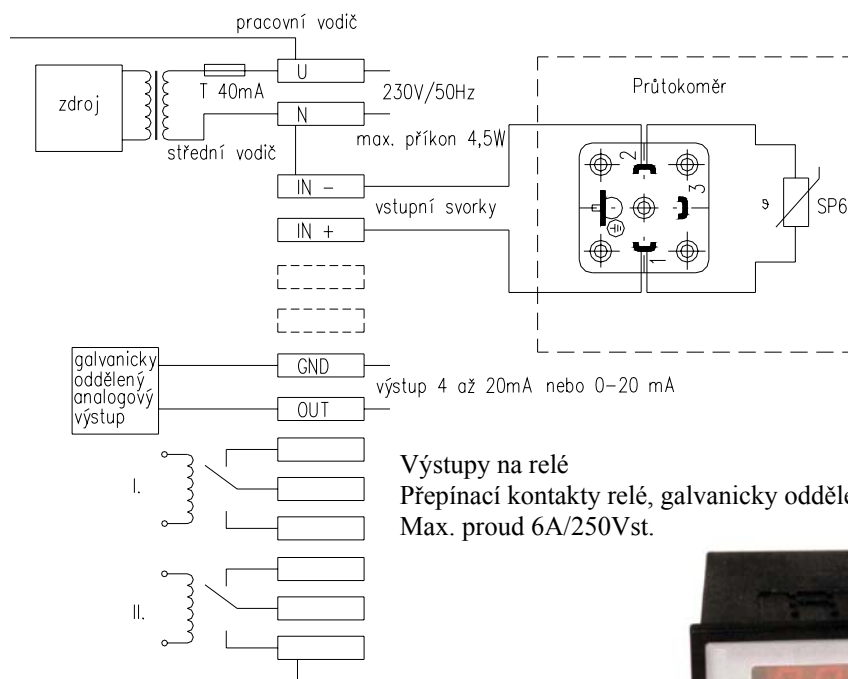 pracovní vodič
zdroj
T 40mA
U
230V/50Hz
N
max. příkon 4,5W
střední vodič
IN -
vstupní svorky
IN +
Průtokoměr
2
3
1
ϑ
SP6
galvanicky
oddělený
analogový
výstup
GND
výstup 4 až 20mA nebo 0-20 mA
OUT
I.
Výstupy na relé
Přepínací kontakty relé, galvanicky odděle
Max. proud 6A/250Vst.
II.